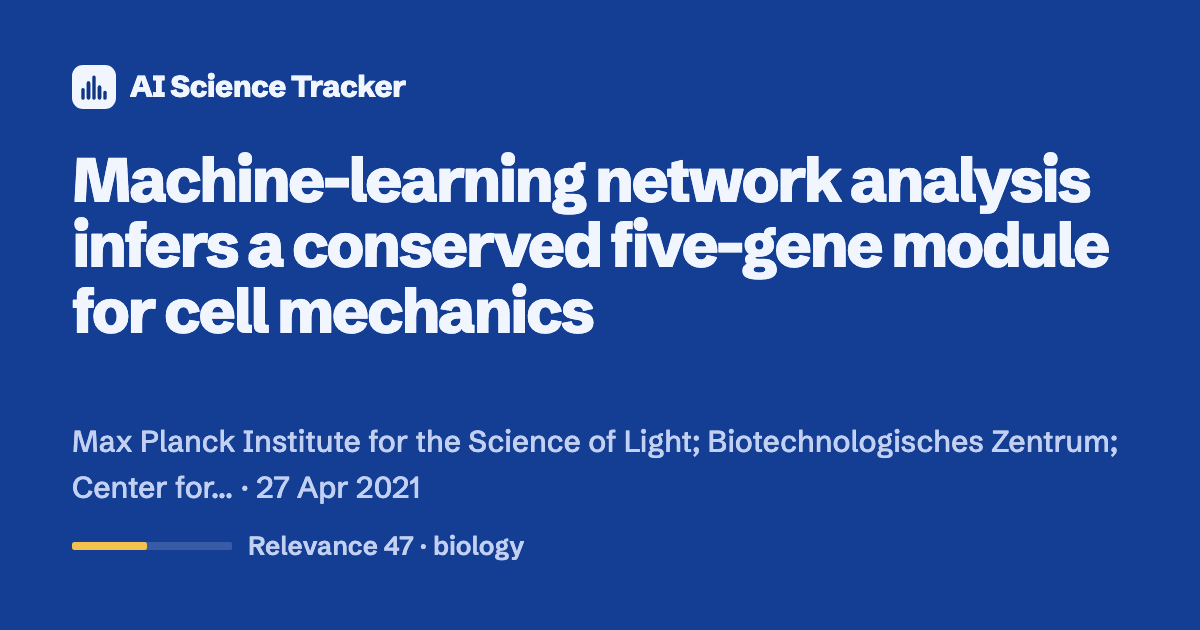 AI Science Tracker
Machine-learning network analysis
infers a conserved five-gene module
for cell mechanics
Max Planck Institute for the Science of Light; Biotechnologisches Zentrum;
Center for... · 27 Apr 2021
Relevance 47 · biology